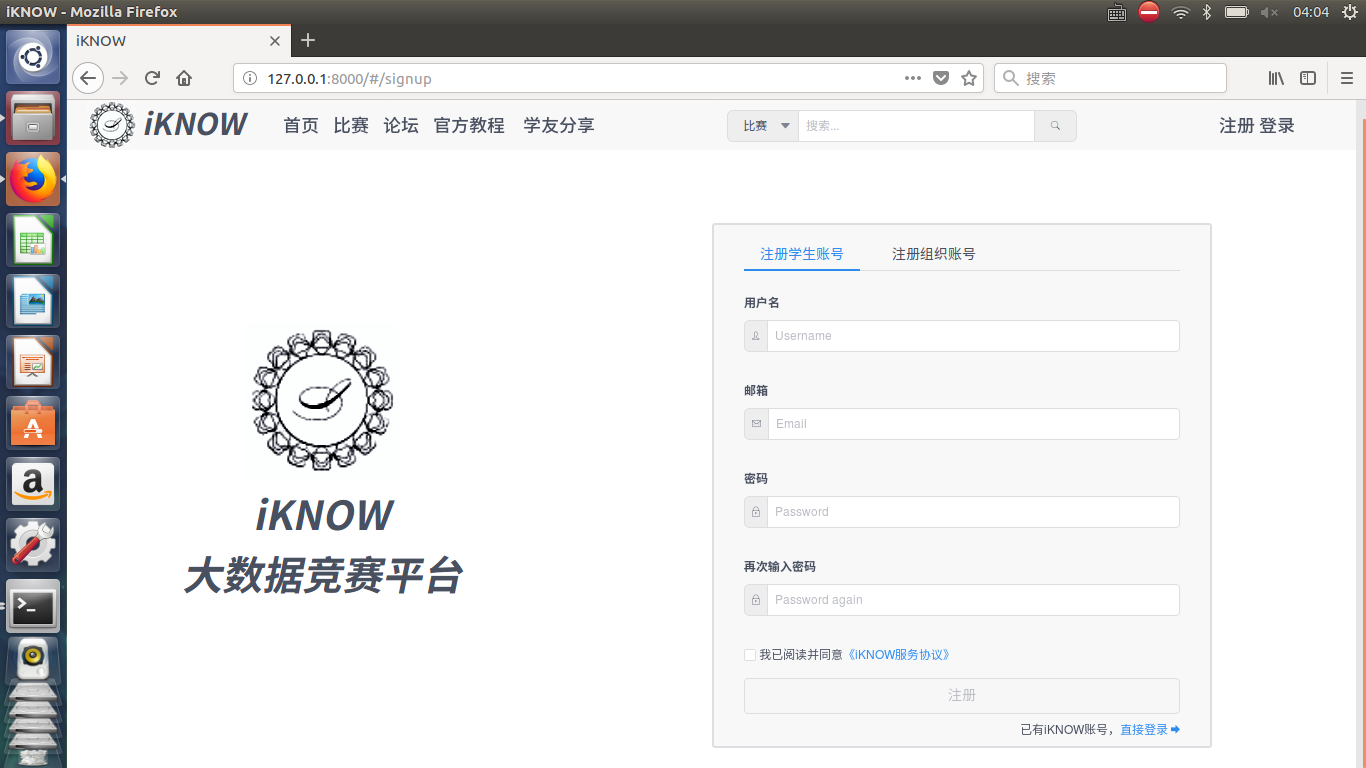 iKNOW - Mozilla Firefox
04:04
iKNOW
127.0.0.1:8000/#/signup
搜索
iKNOW 首页 比赛 论坛 官方教程 学友分享 比赛 搜索... 注册 登录
注册学生账号 注册组织账号
用户名
Username
邮箱
Email
密码
Password
再次输入密码
Password again
我已阅读并同意《iKNOW服务协议》
注册
已有iKNOW账号，直接登录
iKNOW
大数据竞赛平台